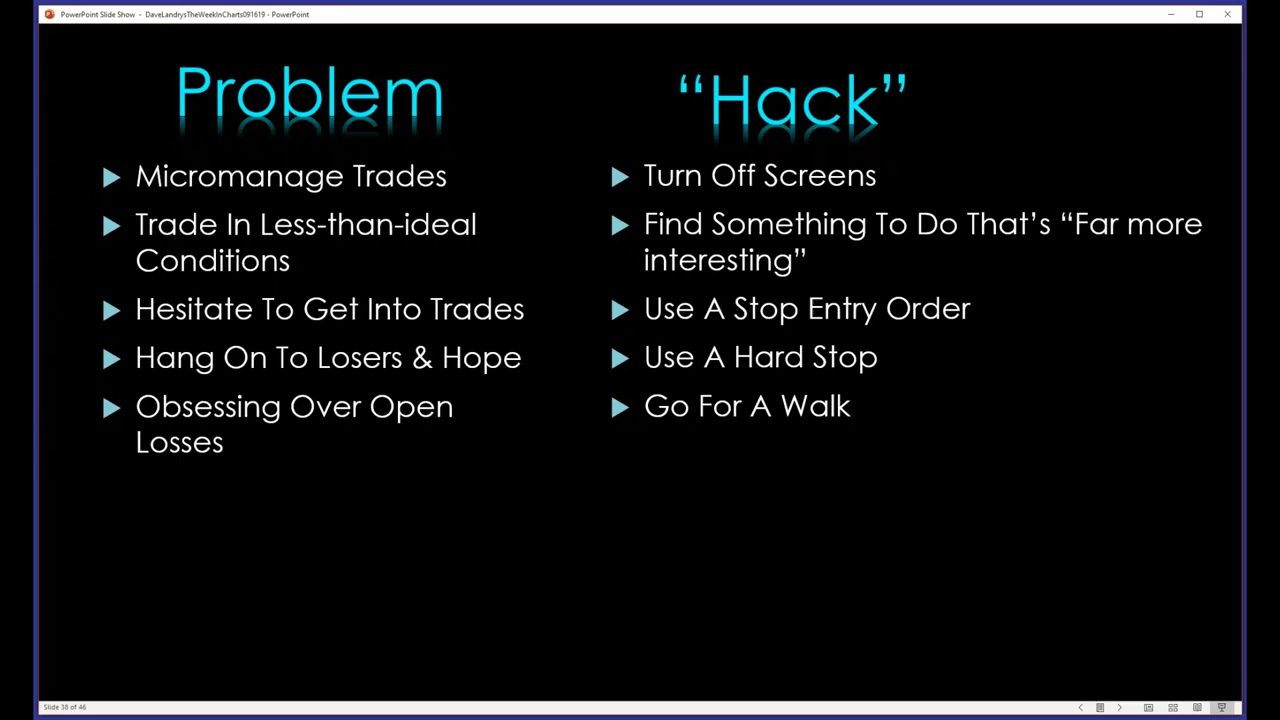 PowerPoint Slide Show - DaveLandrysTheWeekInCharts091619 - PowerPoint
Problem
Micromanage Trades
Trade In Less-than-ideal
Conditions
Hesitate To Get Into Trades
Hang On To Losers & Hope
Obsessing Over Open
Losses
“Hack”
Turn Off Screens
Find Something To Do That’s “Far more
interesting”
Use A Stop Entry Order
Use A Hard Stop
Go For A Walk
Slide 38 of 46